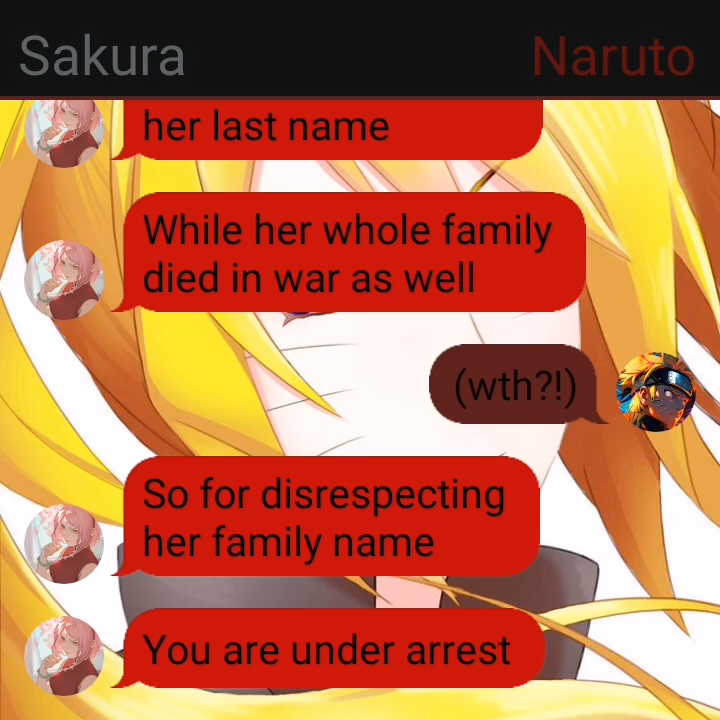 Sakura
Naruto
her last name
While her whole family
died in war as well
(wth?!)
So for disrespecting
her family name
You are under arrest